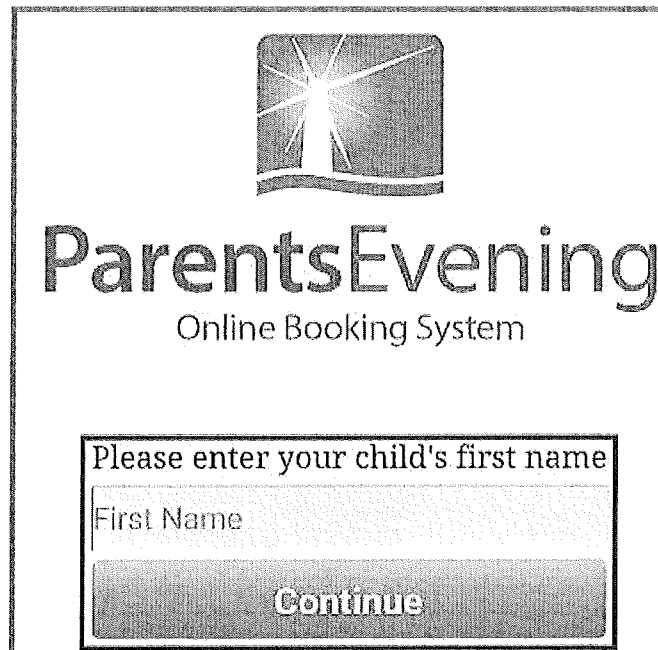 ParentsEvening
Online Booking System
Please enter your child's first name
First Name
Continue